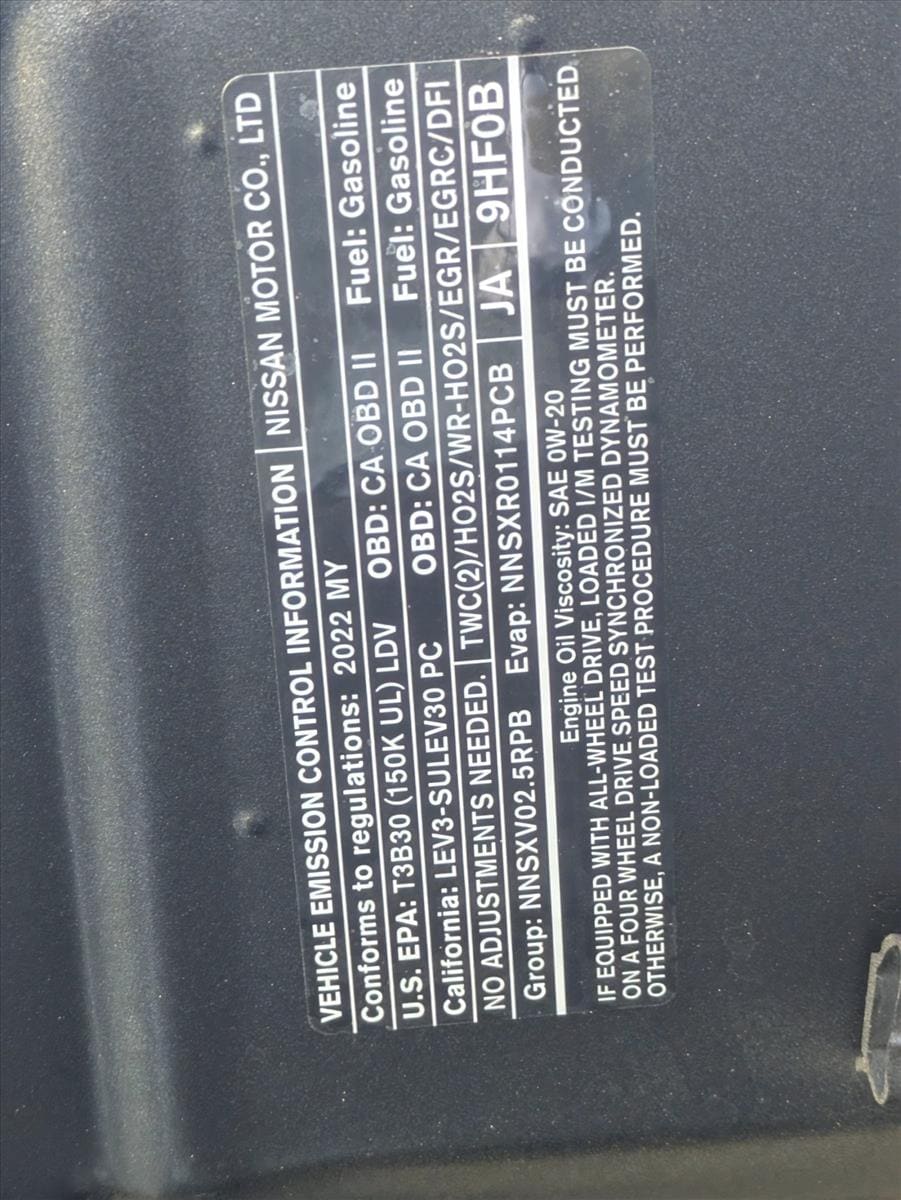 VEHICLE EMISSION CONTROL INFORMATION NISSAN MOTOR CO., LTD
Conforms to regulations: 2022 MY
U.S. EPA: T3B30 (150K UL) LDV OBD: CA OBD II Fuel: Gasoline
California: LEV3-SULEV30 PC OBD: CA OBD II Fuel: Gasoline
NO ADJUSTMENTS NEEDED. TWC(2)/HO2S/WR-HO2S/EGR/EGRC/DFI
Group: NNSXV02.5RPB Evap: NNSXR0114PCB JA 9HF0B
Engine Oil Viscosity: SAE 0W-20
IF EQUIPPED WITH ALL-WHEEL DRIVE, LOADED I/M TESTING MUST BE CONDUCTED
ON A FOUR WHEEL DRIVE SPEED SYNCHRONIZED DYNAMOMETER.
OTHERWISE, A NON-LOADED TEST PROCEDURE MUST BE PERFORMED.